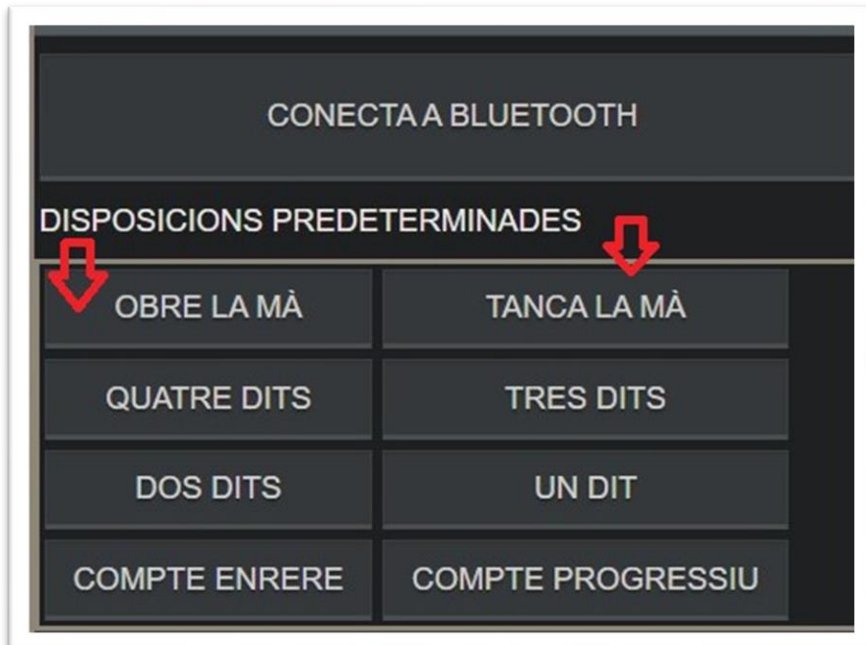 CONECTA A BLUETOOTH
DISPOSICIONS PREDETERMINADES
OBRE LA MÀ TANCA LA MÀ
QUATRE DITS TRES DITS
DOS DITS UN DIT
COMPTE ENRERE COMPTE PROGRESSIU